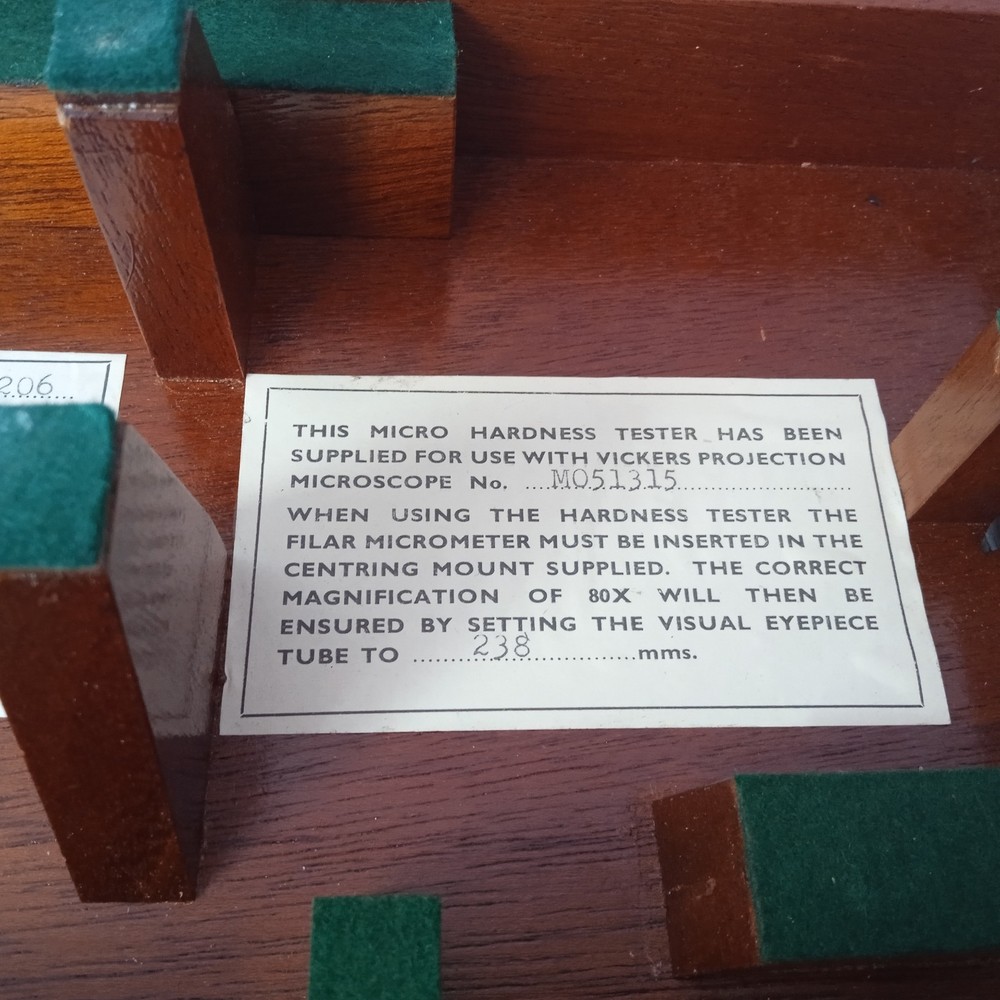 206
THIS MICRO HARDNESS TESTER HAS BEEN
SUPPLIED FOR USE WITH VICKERS PROJECTION
MICROSCOPE No. ....MO51315..............................
WHEN USING THE HARDNESS TESTER THE
FILAR MICROMETER MUST BE INSERTED IN THE
CENTRING MOUNT SUPPLIED. THE CORRECT
MAGNIFICATION OF 80X WILL THEN BE
ENSURED BY SETTING THE VISUAL EYEPIECE
TUBE TO ..........238..................mms.